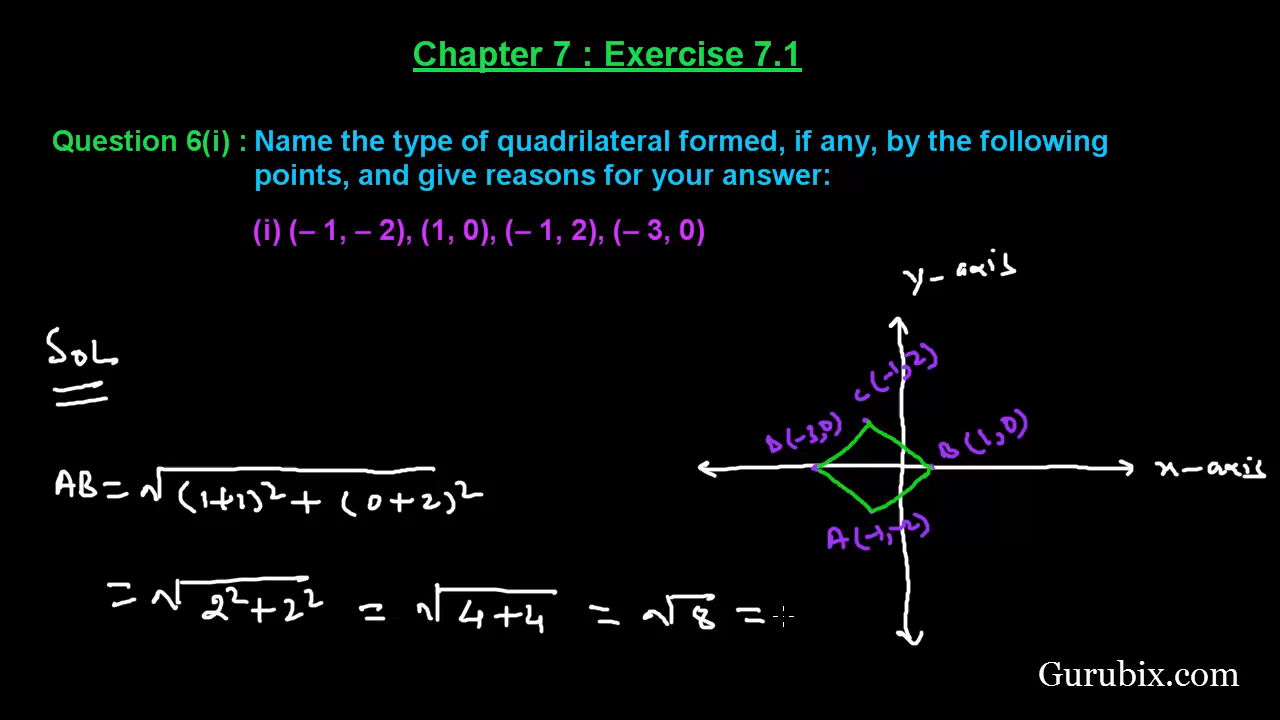 Chapter 7 : Exercise 7.1
Question 6(i) : Name the type of quadrilateral formed, if any, by the following
points, and give reasons for your answer:
(i) (– 1, – 2), (1, 0), (– 1, 2), (– 3, 0)
y-axis
SOL
C(-1,2)
D(-3,0)
B(1,0)
x-axis
A(-1,-2)
AB = √(1+1)² + (0+2)²
= √2²+2² = √4+4 = √8 =
Gurubix.com